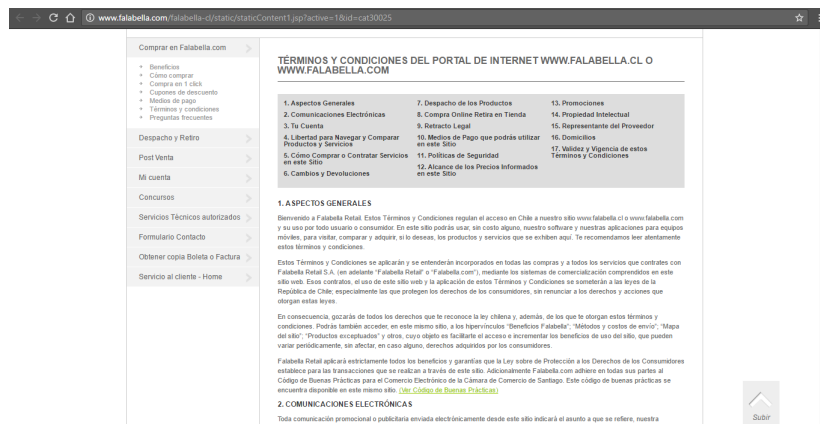 www.falabella.com/falabella-cl/static/staticContent1.jsp?active=1&id=cat30025
Comprar en Falabella.com
Beneficios
Cómo comprar
Compra en 1 click
Cupones de descuento
Medios de pago
Términos y condiciones
Preguntas frecuentes
Despacho y Retiro
Post Venta
Mi cuenta
Concursos
Servicios Técnicos autorizados
Formulario Contacto
Obtener copia Boleta o Factura
Servicio al cliente - Home
TÉRMINOS Y CONDICIONES DEL PORTAL DE INTERNET WWW.FALABELLA.CL O
WWW.FALABELLA.COM
1. Aspectos Generales
2. Comunicaciones Electrónicas
3. Tu Cuenta
4. Libertad para Navegar y Comparar
Productos y Servicios
5. Cómo Comprar o Contratar Servicios
en este Sitio
6. Cambios y Devoluciones
7. Despacho de los Productos
8. Compra Online Retira en Tienda
9. Retracto Legal
10. Medios de Pago que podrás utilizar
en este Sitio
11. Políticas de Seguridad
12. Alcance de los Precios Informados
en este Sitio
13. Promociones
14. Propiedad Intelectual
15. Representante del Proveedor
16. Domicilios
17. Validez y Vigencia de estos
Términos y Condiciones
1. ASPECTOS GENERALES
Bienvenido a Falabella Retail. Estos Términos y Condiciones regulan el acceso en Chile a nuestro sitio www.falabella.cl o www.falabella.com
y su uso por todo usuario o consumidor. En este sitio podrás usar, sin costo alguno, nuestro software y nuestras aplicaciones para equipos
móviles, para visitar, comparar y adquirir, si lo deseas, los productos y servicios que se exhiben aquí. Te recomendamos leer atentamente
estos términos y condiciones.
Estos Términos y Condiciones se aplicarán y se entenderán incorporados en todas las compras y a todos los servicios que contrates con
Falabella Retail S.A. (en adelante "Falabella Retail" o "Falabella.com"), mediante los sistemas de comercialización comprendidos en este
sitio web. Esos contratos, el uso de este sitio web y la aplicación de estos Términos y Condiciones se someterán a las leyes de la
República de Chile; especialmente las que protegen los derechos de los consumidores, sin renunciar a los derechos y acciones que
otorgan estas leyes.
En consecuencia, gozarás de todos los derechos que te reconoce la ley chilena y, además, de los que te otorgan estos términos y
condiciones. Podrás también acceder, en este mismo sitio, a los hipervínculos "Beneficios Falabella"; "Métodos y costos de envío"; "Mapa
del sitio"; "Productos exceptuados" y otros, cuyo objeto es facilitarte el acceso e incrementar los beneficios de uso del sitio, que pueden
variar periódicamente, sin afectar, en caso alguno, derechos adquiridos por los consumidores.
Falabella Retail aplicará estrictamente todos los beneficios y garantías que la Ley sobre de Protección a los Derechos de los Consumidores
establece para las transacciones que se realizan a través de este sitio. Adicionalmente Falabella.com adhiere en todas sus partes al
Código de Buenas Prácticas para el Comercio Electrónico de la Cámara de Comercio de Santiago. Este código de buenas prácticas se
encuentra disponible en este mismo sitio. (Ver Código de Buenas Prácticas)
2. COMUNICACIONES ELECTRÓNICAS
Toda comunicación promocional o publicitaria enviada electrónicamente desde este sitio indicará el asunto a que se refiere, nuestra
Subir